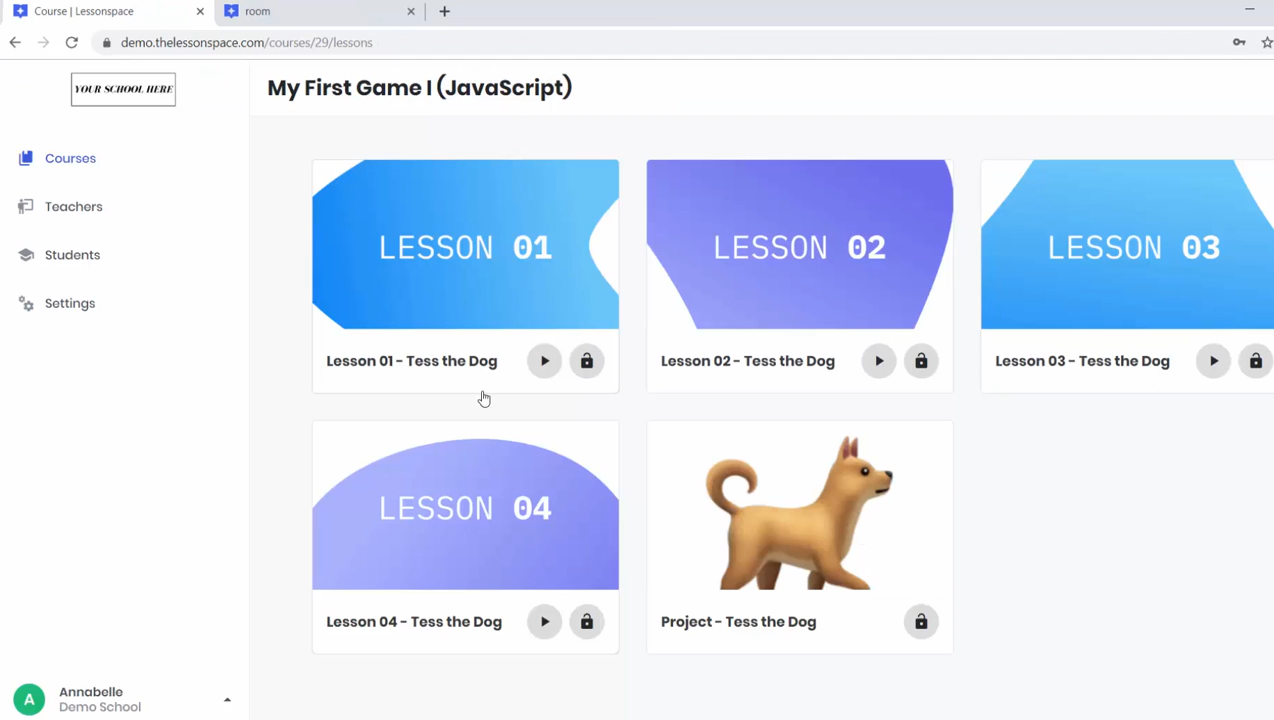 Course | Lessonspace
room
demo.thelessonspace.com/courses/29/lessons
YOUR SCHOOL HERE
My First Game I (JavaScript)
Courses
Teachers
Students
Settings
LESSON 01
LESSON 02
LESSON 03
Lesson 01 - Tess the Dog
Lesson 02 - Tess the Dog
Lesson 03 - Tess the Dog
LESSON 04
Lesson 04 - Tess the Dog
Project - Tess the Dog
A
Annabelle
Demo School